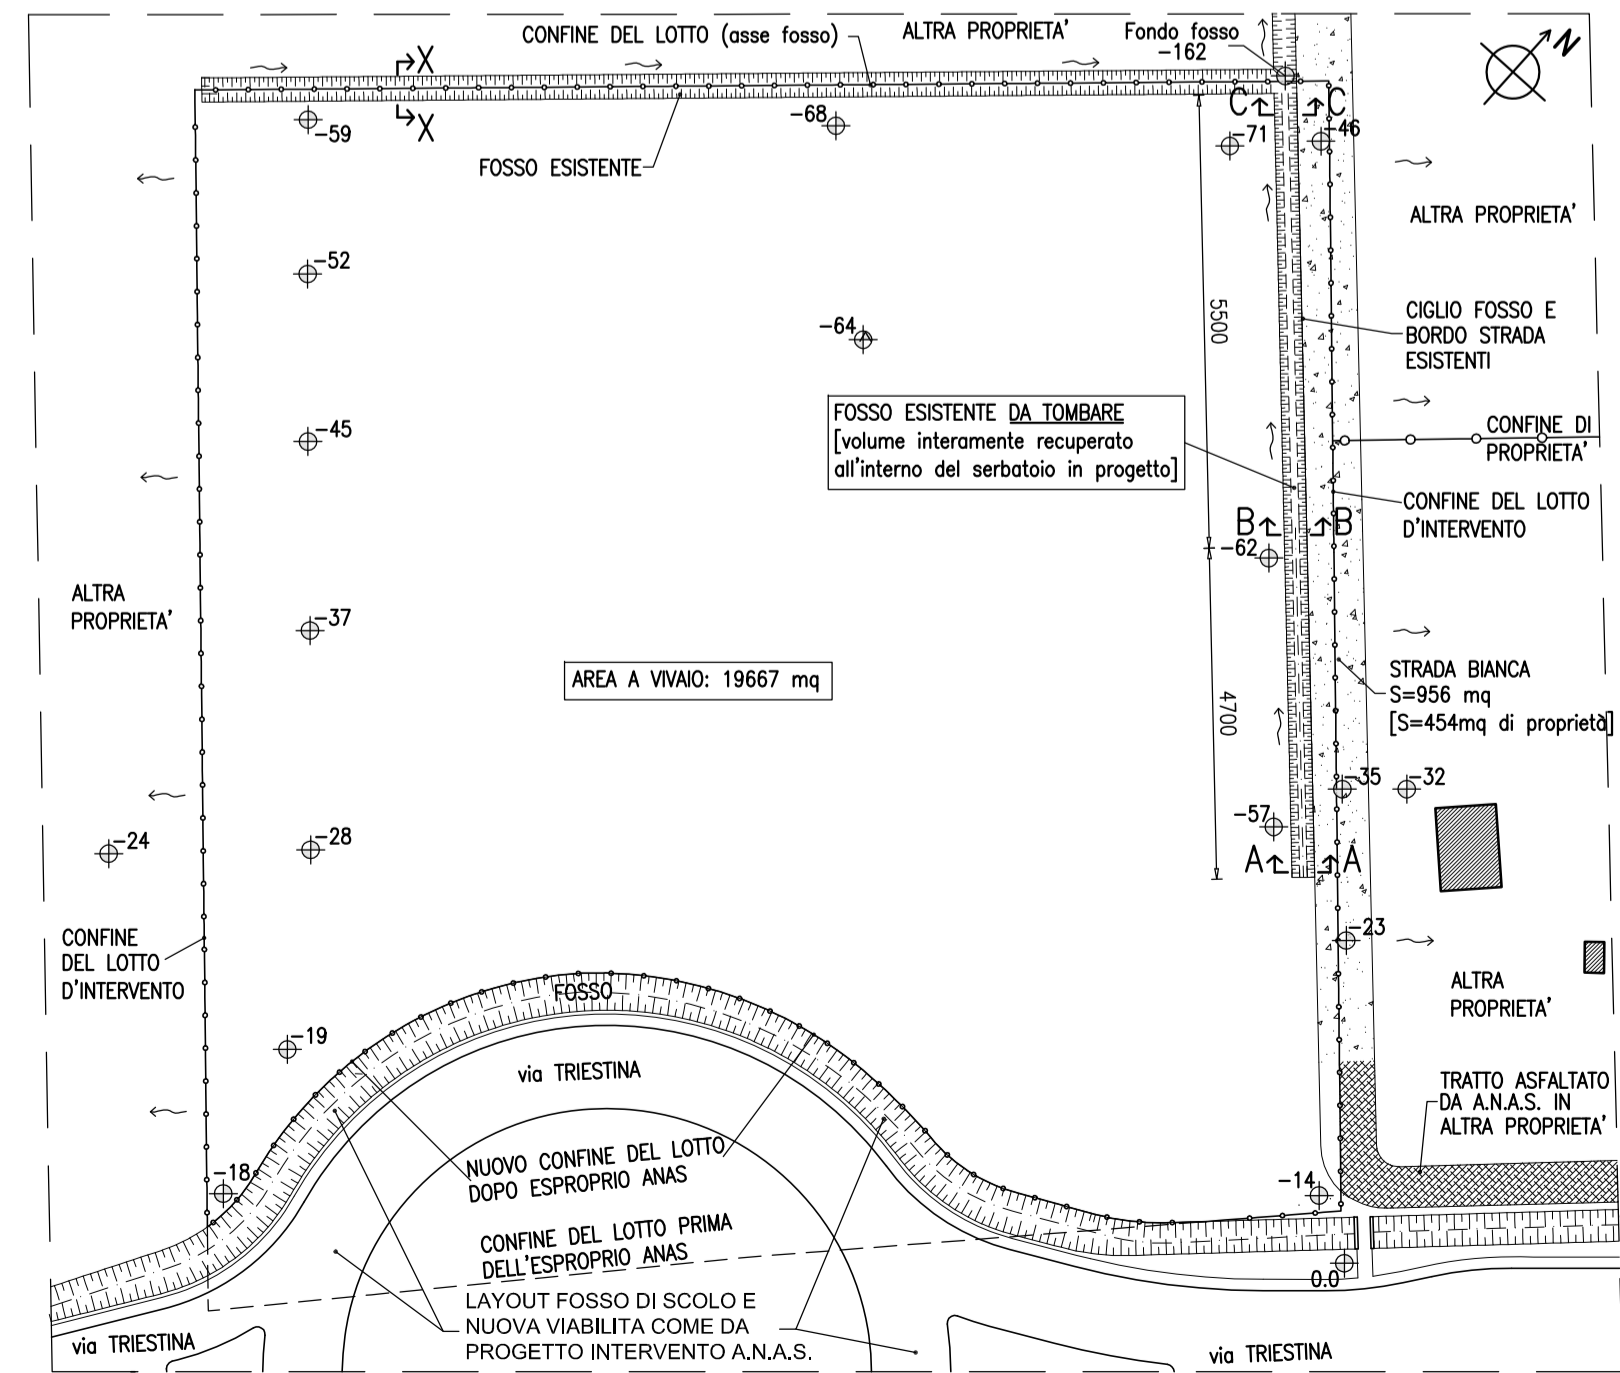 CONFINE DEL LOTTO (asse fosso)
ALTRA PROPRIETA'
Fondo fosso
-162
N
X
X
-59
-68
C
C
-71
-46
FOSSO ESISTENTE
ALTRA PROPRIETA'
-52
5500
-64
CIGLIO FOSSO E
BORDO STRADA
ESISTENTI
FOSSO ESISTENTE DA TOMBARE
[volume interamente recuperato
all'interno del serbatoio in progetto]
-45
CONFINE DI
PROPRIETA'
CONFINE DEL LOTTO
D'INTERVENTO
B
B
-62
ALTRA
PROPRIETA'
-37
AREA A VIVAIO: 19667 mq
STRADA BIANCA
S=956 mq
[S=454mq di proprietà]
4700
-35
-32
-57
-24
-28
A
A
CONFINE
DEL LOTTO
D'INTERVENTO
-23
ALTRA
PROPRIETA'
FOSSO
-19
via TRIESTINA
TRATTO ASFALTATO
DA A.N.A.S. IN
ALTRA PROPRIETA'
NUOVO CONFINE DEL LOTTO
DOPO ESPROPRIO ANAS
-18
-14
CONFINE DEL LOTTO PRIMA
DELL'ESPROPRIO ANAS
0.0
LAYOUT FOSSO DI SCOLO E
NUOVA VIABILITA COME DA
PROGETTO INTERVENTO A.N.A.S.
via TRIESTINA
via TRIESTINA